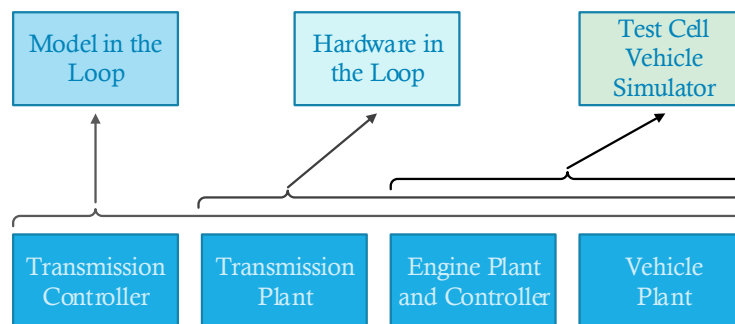 Model in the
Loop
Hardware in
the Loop
Test Cell
Vehicle
Simulator
Transmission
Controller
Transmission
Plant
Engine Plant
and Controller
Vehicle
Plant